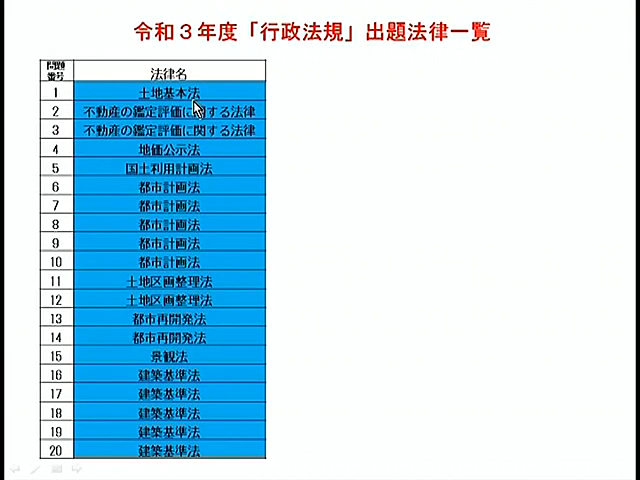 令和３年度「行政法規」出題法律一覧
問題番号 法律名
1 土地基本法
2 不動産の鑑定評価に関する法律
3 不動産の鑑定評価に関する法律
4 地価公示法
5 国土利用計画法
6 都市計画法
7 都市計画法
8 都市計画法
9 都市計画法
10 都市計画法
11 土地区画整理法
12 土地区画整理法
13 都市再開発法
14 都市再開発法
15 景観法
16 建築基準法
17 建築基準法
18 建築基準法
19 建築基準法
20 建築基準法